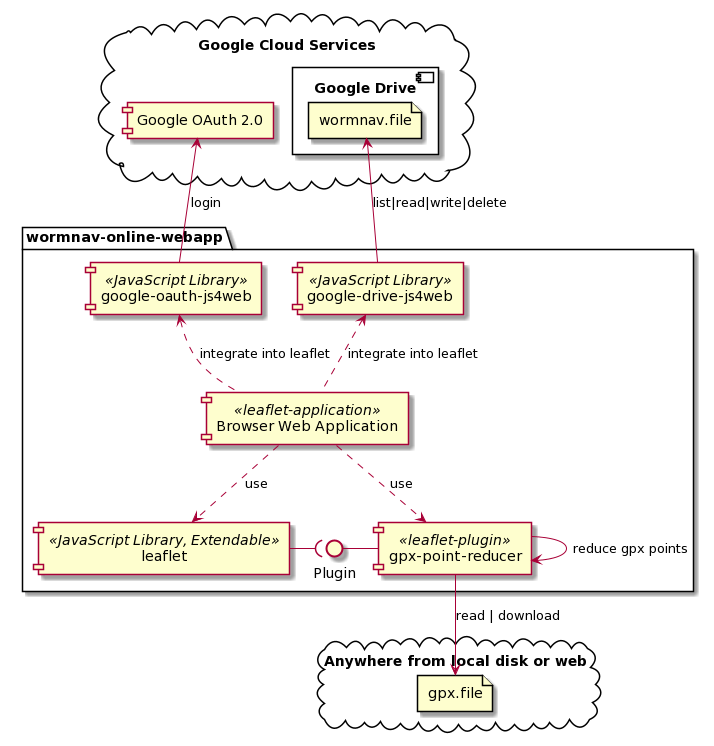 Google Cloud Services
Google Drive
Google OAuth 2.0
wormnav.file
login
list|read|write|delete
wormnav-online-webapp
«JavaScript Library»
google-oauth-js4web
«JavaScript Library»
google-drive-js4web
integrate into leaflet
integrate into leaflet
«leaflet-application»
Browser Web Application
use
use
«JavaScript Library, Extendable»
leaflet
Plugin
«leaflet-plugin»
gpx-point-reducer
reduce gpx points
read | download
Anywhere from local disk or web
gpx.file